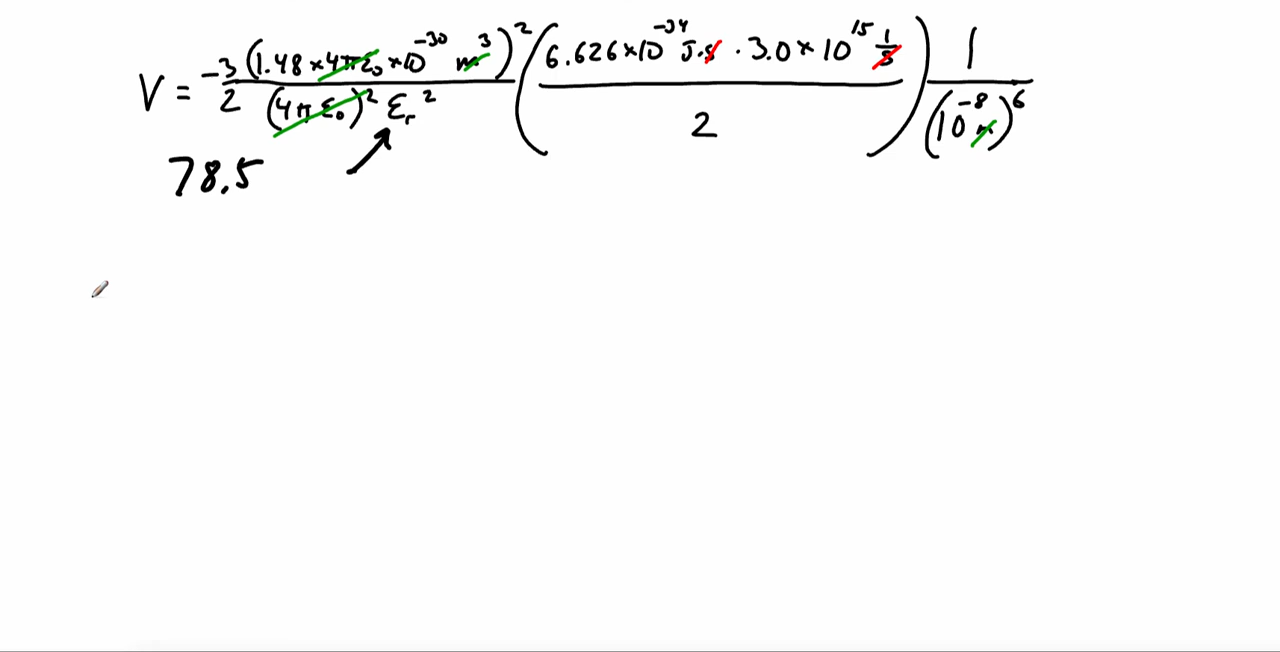 V = -3/2 (1.48 × 4πε₀ × 10⁻³⁰ m³)² / (4πε₀)² εᵣ² (6.626×10⁻³⁴ J·s · 3.0 × 10¹⁵ 1/s / 2) 1/(10⁻⁸ m)⁶
78.5